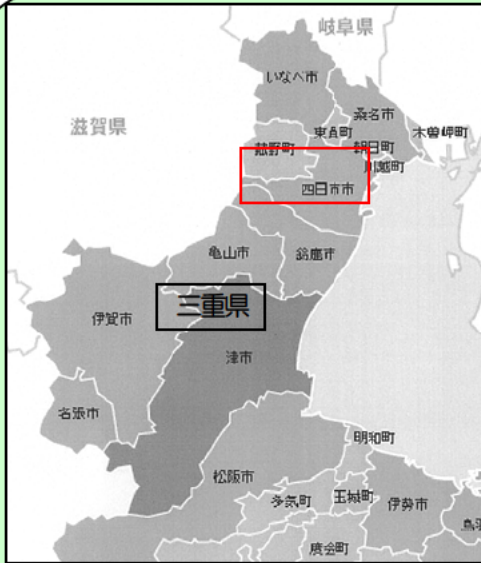 岐阜県
いなべ市
滋賀県
桑名市
東員町
木曽岬町
菰野町
朝日町
川越町
四日市市
亀山市
鈴鹿市
三重県
伊賀市
津市
名張市
明和町
松阪市
多気町
玉城町
伊勢市
鳥羽
度会町